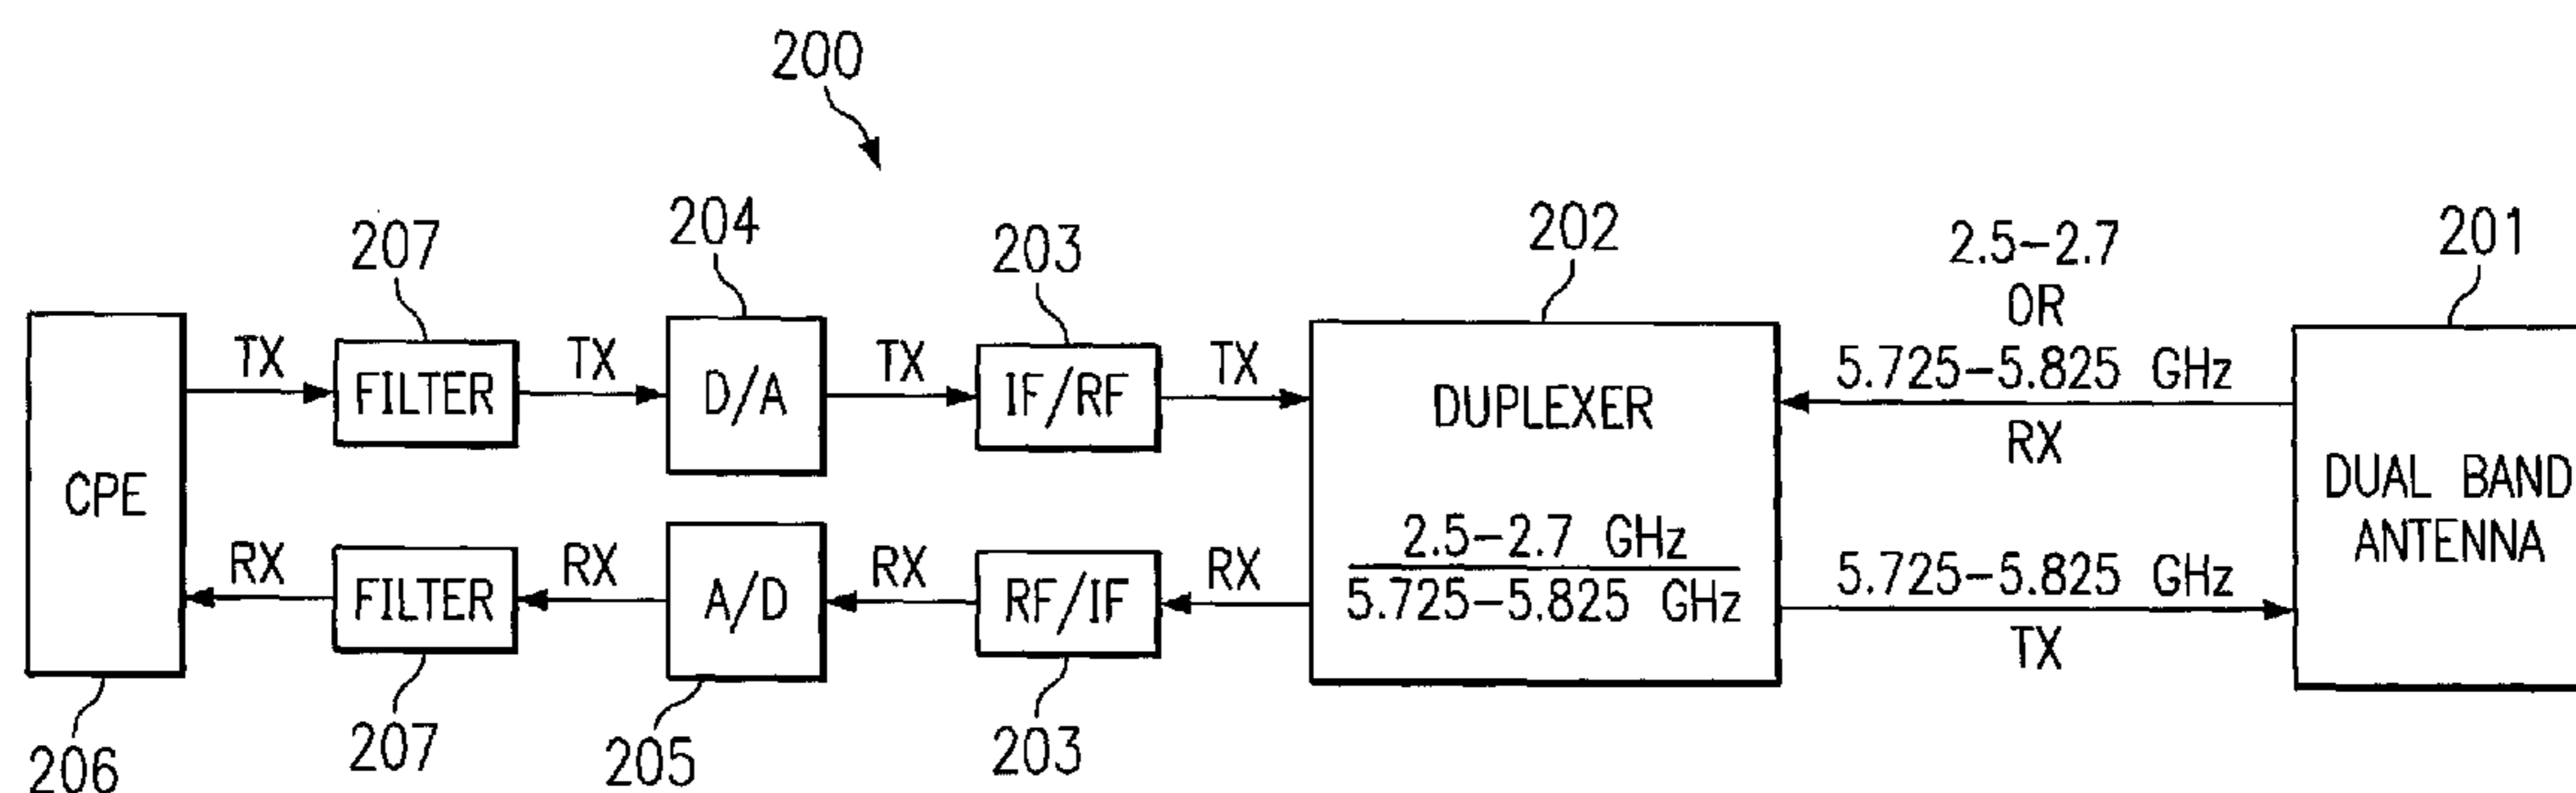 200
207
204
203
202
2.5-2.7
OR
5.725-5.825 GHz
RX
201
CPE
TX
FILTER
TX
D/A
TX
IF/RF
TX
DUPLEXER
2.5-2.7 GHz
5.725-5.825 GHz
DUAL BAND
ANTENNA
RX
FILTER
RX
A/D
RX
RF/IF
RX
5.725-5.825 GHz
TX
206
207
205
203